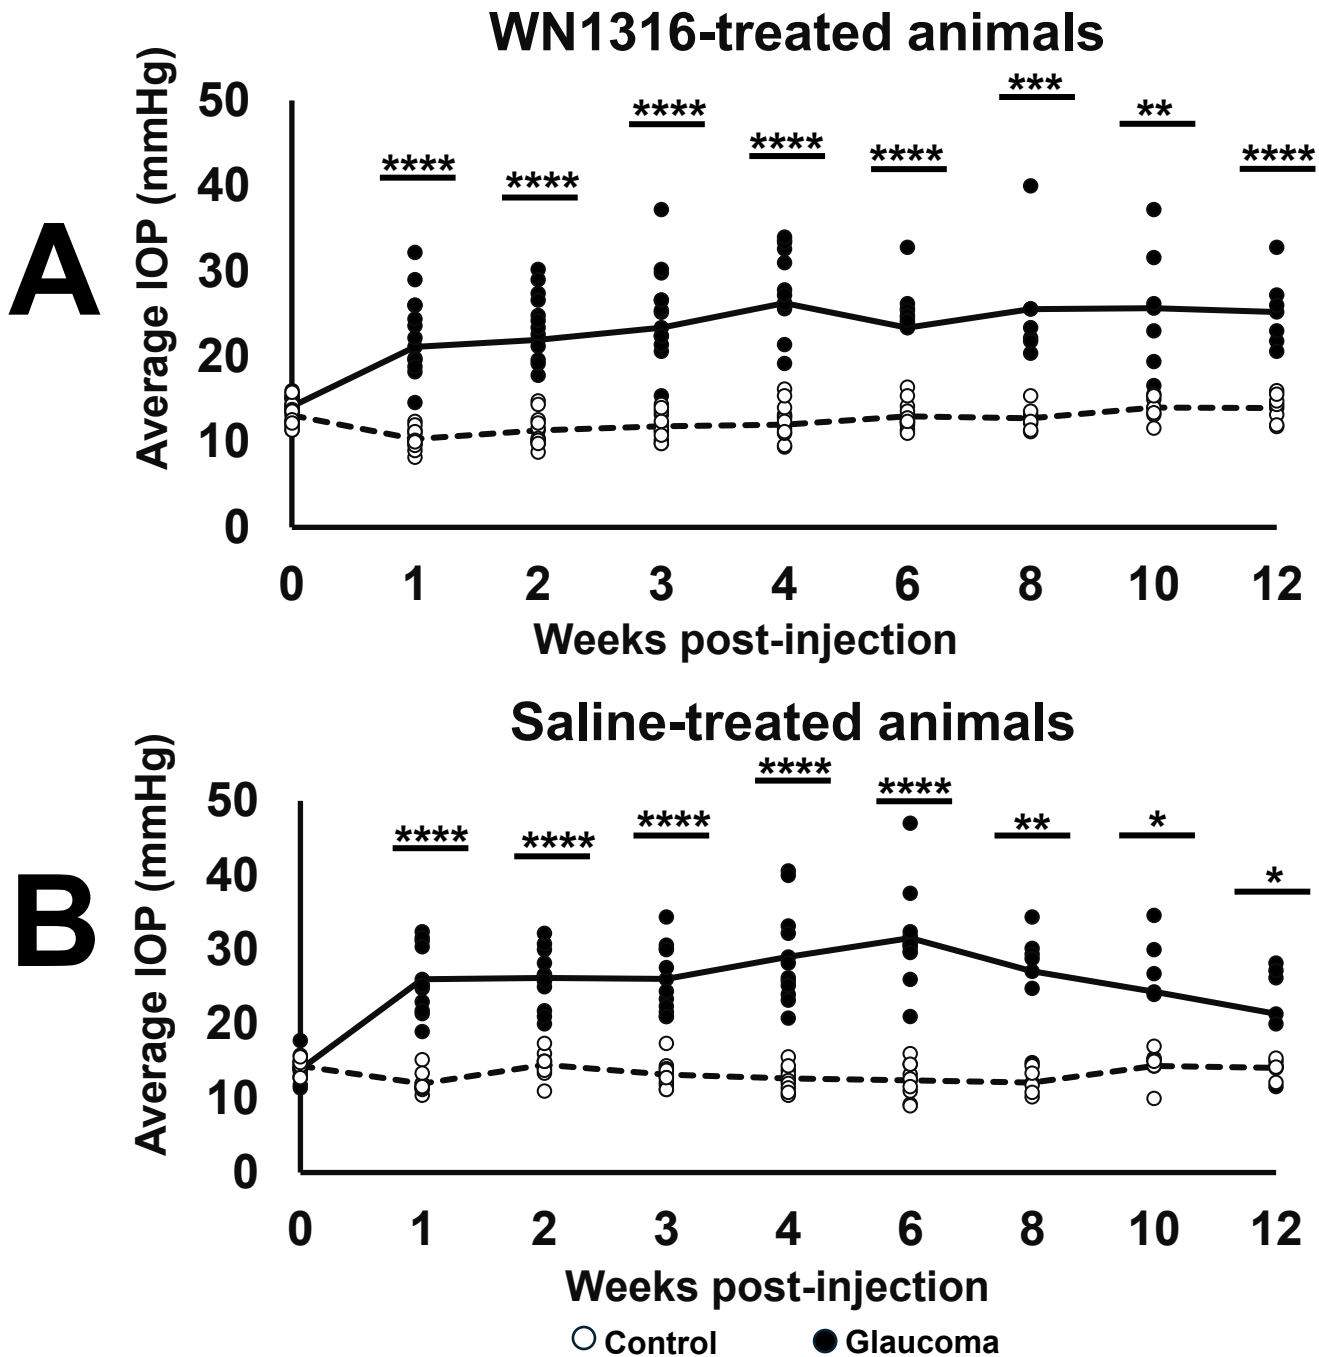 WN1316-treated animals
A
Average IOP (mmHg)
50
40
30
20
10
0
**** **** **** **** **** *** ** ****
0 1 2 3 4 6 8 10 12
Weeks post-injection
Saline-treated animals
B
Average IOP (mmHg)
50
40
30
20
10
0
**** **** **** **** **** ** * *
0 1 2 3 4 6 8 10 12
Weeks post-injection
Control Glaucoma